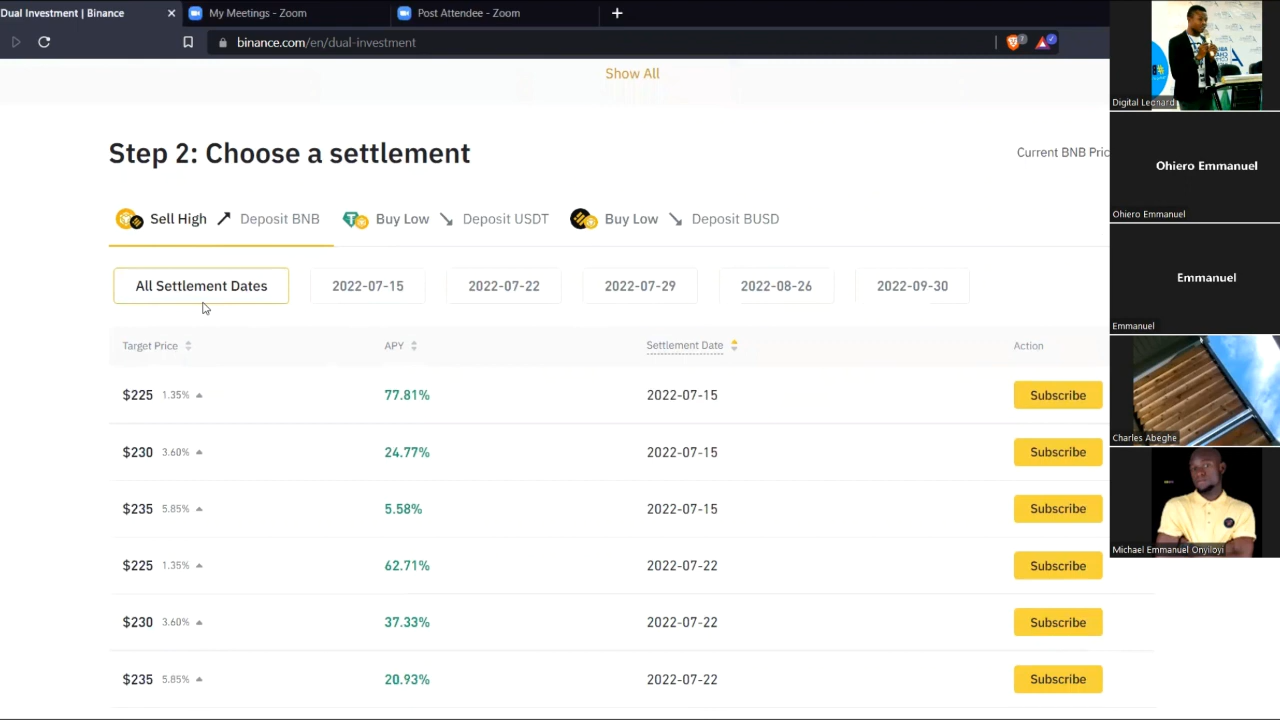 Dual Investment | Binance
My Meetings - Zoom
Post Attendee - Zoom
binance.com/en/dual-investment
Show All
Step 2: Choose a settlement
Current BNB Pric
Sell High Deposit BNB Buy Low Deposit USDT Buy Low Deposit BUSD
All Settlement Dates 2022-07-15 2022-07-22 2022-07-29 2022-08-26 2022-09-30
Target Price APY Settlement Date Action
$225 1.35% 77.81% 2022-07-15 Subscribe
$230 3.60% 24.77% 2022-07-15 Subscribe
$235 5.85% 5.58% 2022-07-15 Subscribe
$225 1.35% 62.71% 2022-07-22 Subscribe
$230 3.60% 37.33% 2022-07-22 Subscribe
$235 5.85% 20.93% 2022-07-22 Subscribe
Digital Leonard
Ohiero Emmanuel
Ohiero Emmanuel
Emmanuel
Emmanuel
Charles Abeghe
Michael Emmanuel Onyiloyi